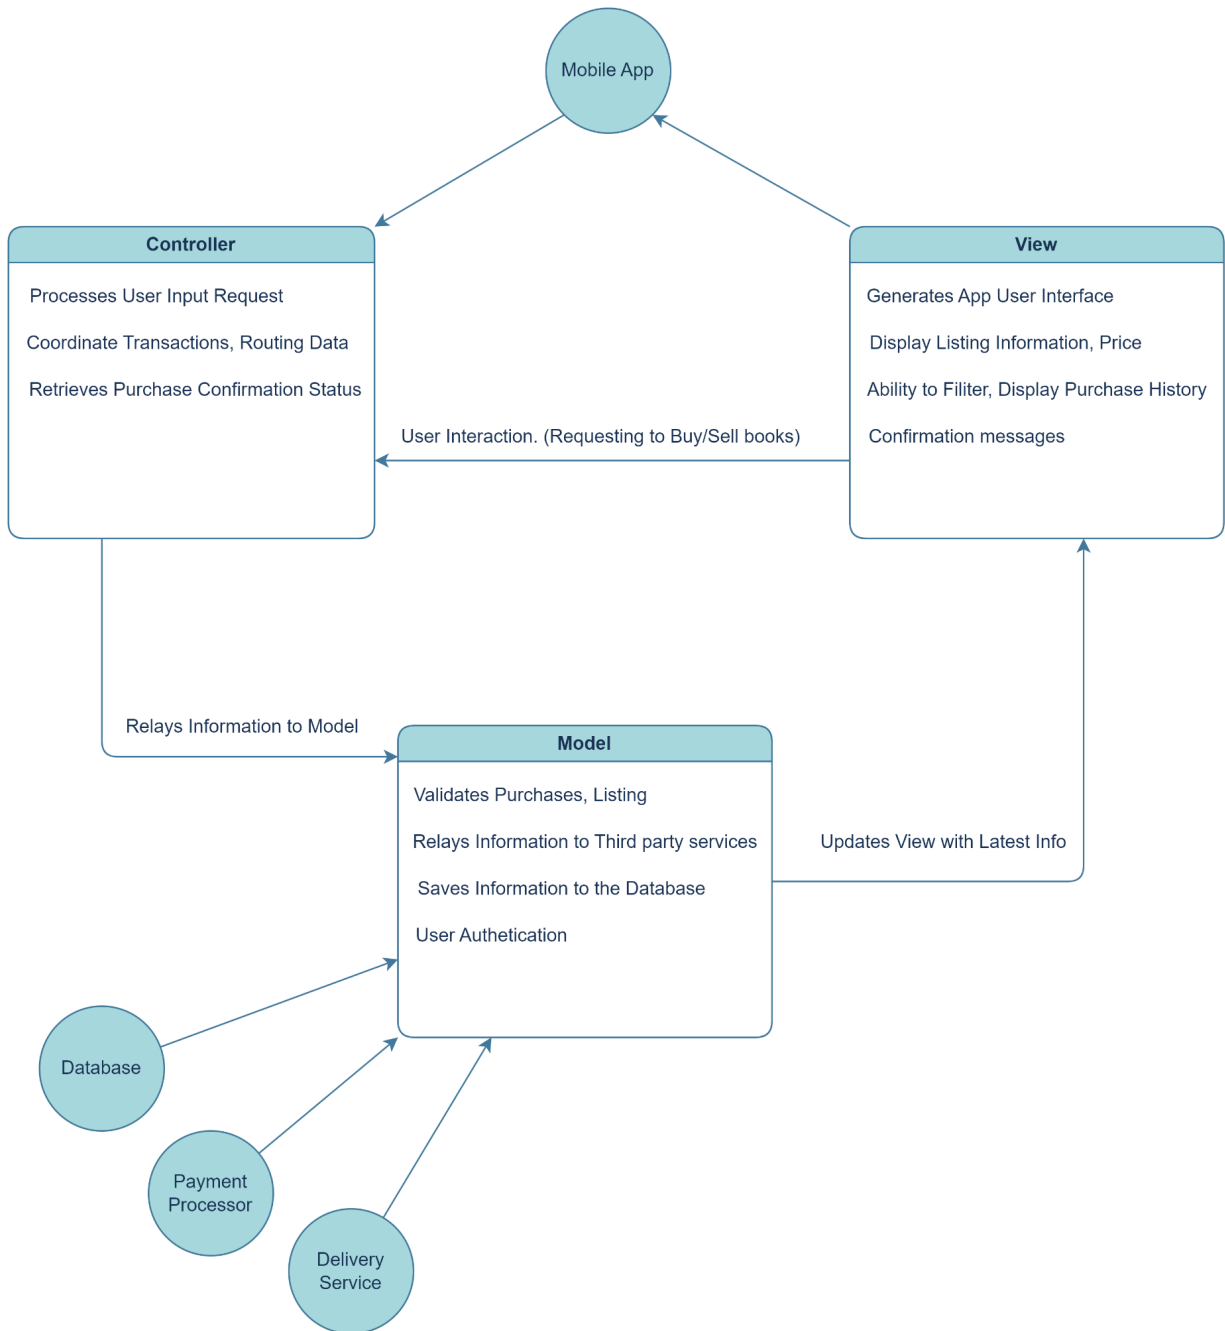 Mobile App
Controller
Processes User Input Request
Coordinate Transactions, Routing Data
Retrieves Purchase Confirmation Status
View
Generates App User Interface
Display Listing Information, Price
Ability to Filiter, Display Purchase History
Confirmation messages
User Interaction. (Requesting to Buy/Sell books)
Relays Information to Model
Model
Validates Purchases, Listing
Relays Information to Third party services
Saves Information to the Database
User Authetication
Updates View with Latest Info
Database
Payment
Processor
Delivery
Service